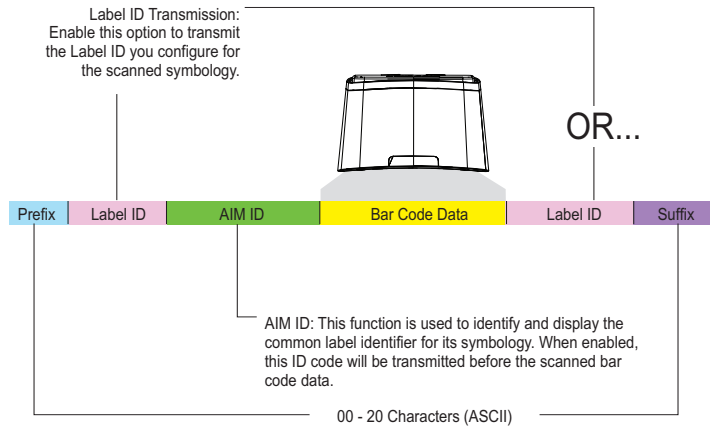 Label ID Transmission:
Enable this option to transmit
the Label ID you configure for
the scanned symbology.
OR...
Prefix Label ID AIM ID Bar Code Data Label ID Suffix
AIM ID: This function is used to identify and display the
common label identifier for its symbology. When enabled,
this ID code will be transmitted before the scanned bar
code data.
00 - 20 Characters (ASCII)